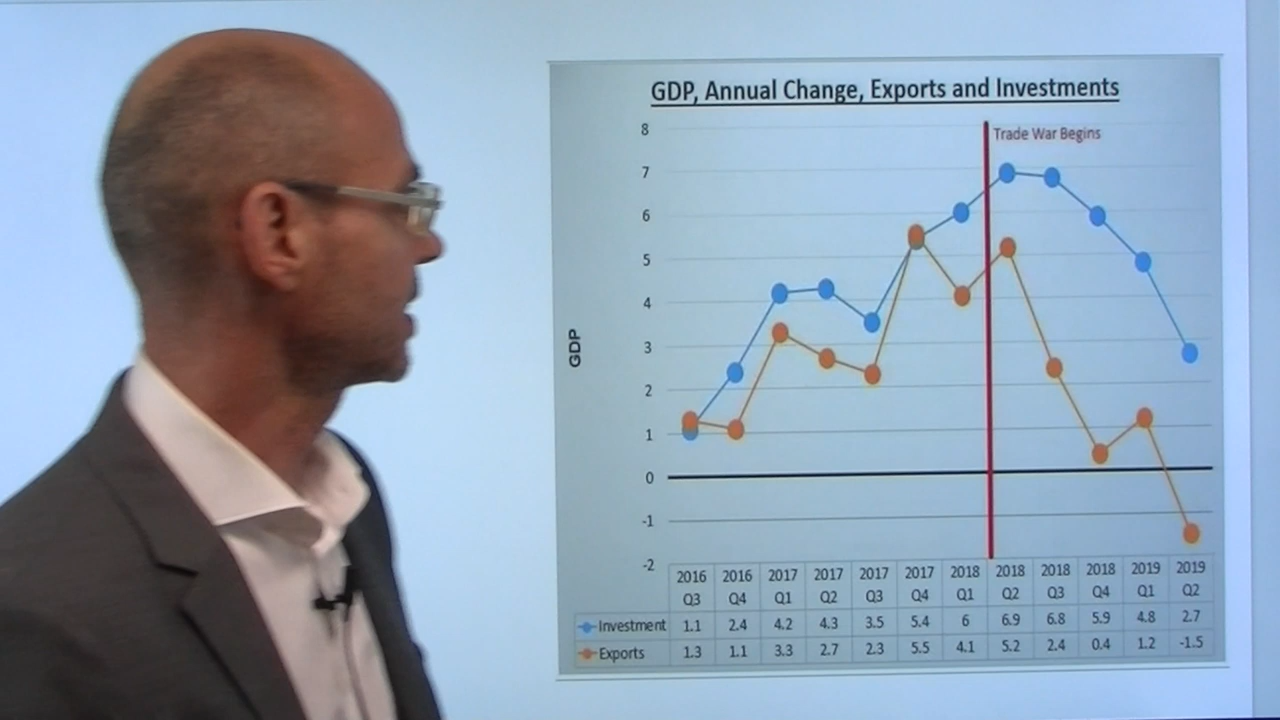 GDP, Annual Change, Exports and Investments
Trade War Begins
8
7
6
5
4
3
2
1
0
-1
-2
GDP
2016 2016 2017 2017 2017 2017 2018 2018 2018 2018 2019 2019
Q3 Q4 Q1 Q2 Q3 Q4 Q1 Q2 Q3 Q4 Q1 Q2
Investment 1.1 2.4 4.2 4.3 3.5 5.4 6 6.9 6.8 5.9 4.8 2.7
Exports 1.3 1.1 3.3 2.7 2.3 5.5 4.1 5.2 2.4 0.4 1.2 -1.5